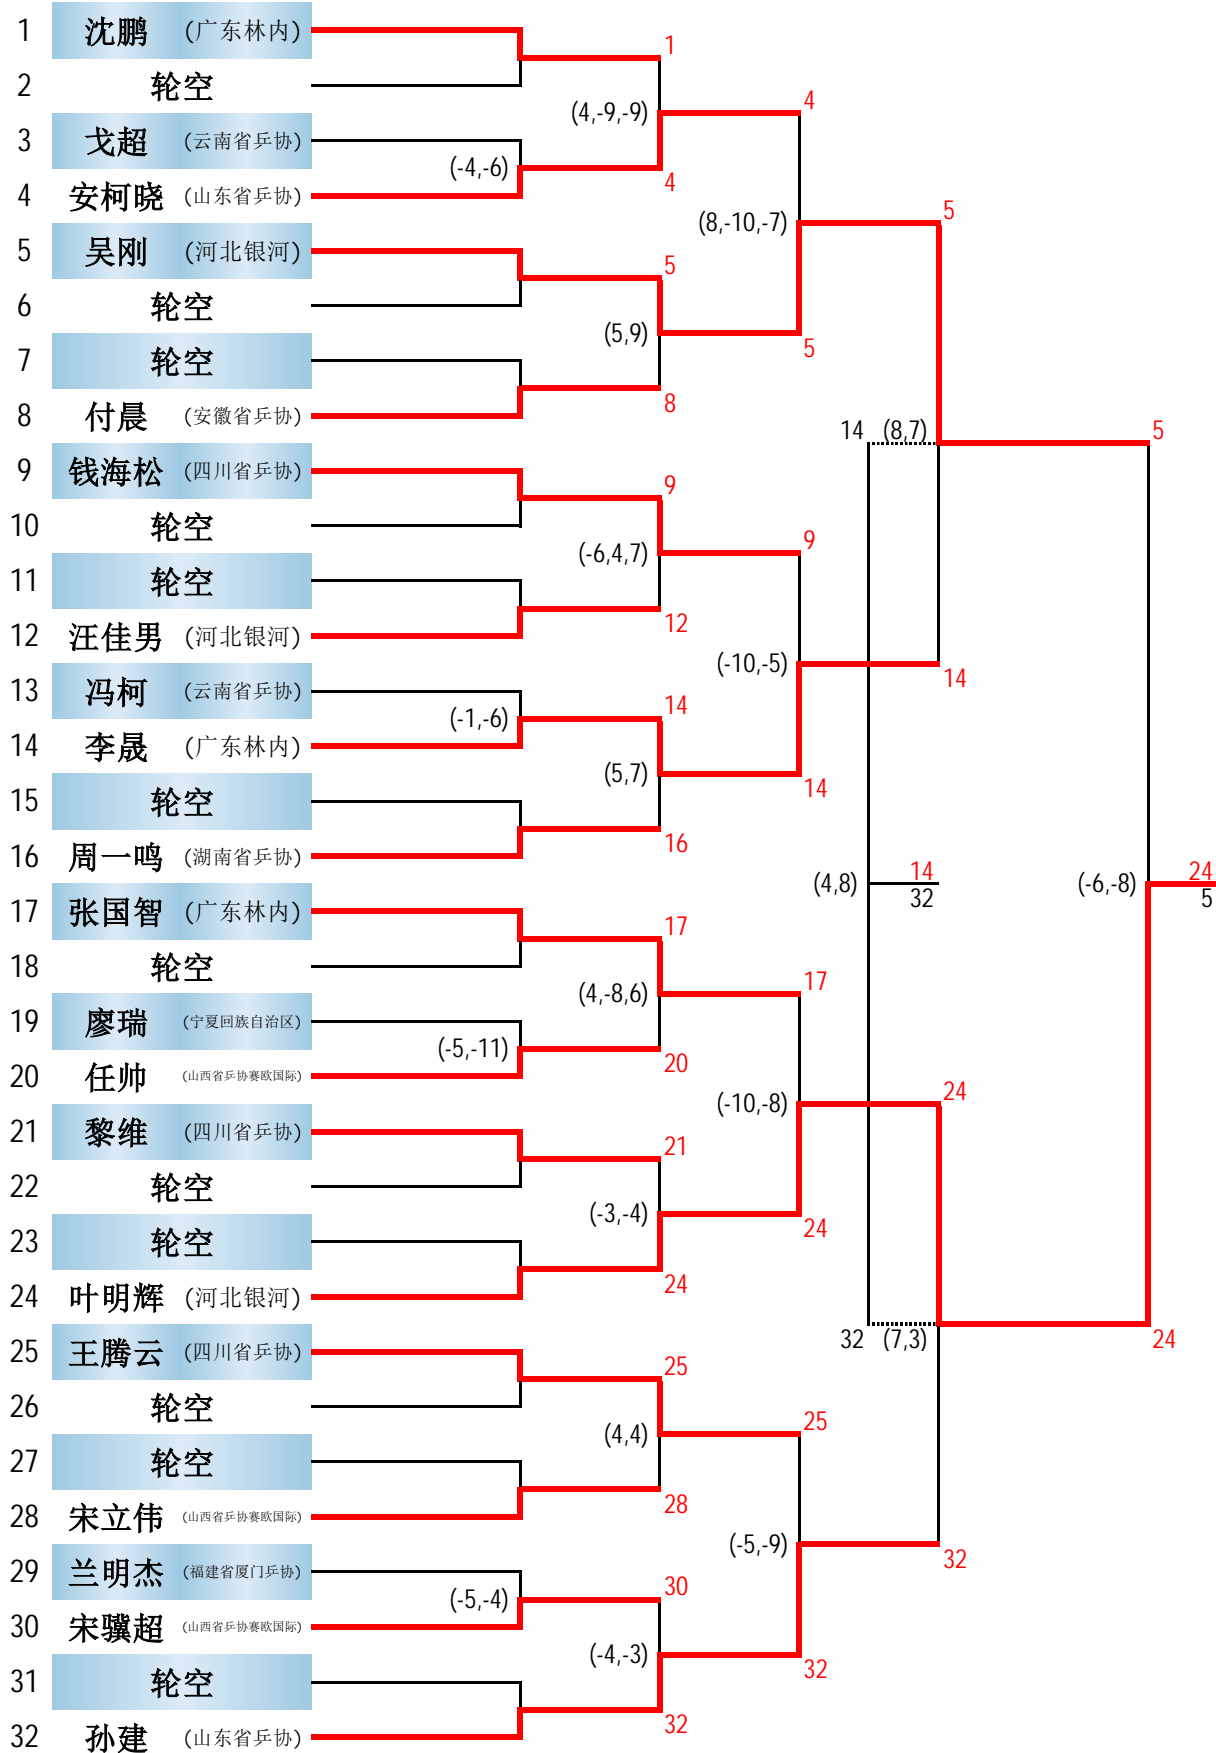 1 沈鹏 (广东林内)
1
2 轮空
(4,-9,-9)
4
3 戈超 (云南省乒协)
(-4,-6)
4
4 安柯晓 (山东省乒协)
(8,-10,-7)
5
5 吴刚 (河北银河)
5
6 轮空
(5,9)
5
7 轮空
8
8 付晨 (安徽省乒协)
14 (8,7)
5
9 钱海松 (四川省乒协)
9
10 轮空
(-6,4,7)
9
11 轮空
12
12 汪佳男 (河北银河)
(-10,-5)
14
13 冯柯 (云南省乒协)
(-1,-6)
14
14 李晟 (广东林内)
(5,7)
14
15 轮空
16
16 周一鸣 (湖南省乒协)
(4,8)
14
32
(-6,-8)
24
5
17 张国智 (广东林内)
17
18 轮空
(4,-8,6)
17
19 廖瑞 (宁夏回族自治区)
(-5,-11)
20
20 任帅 (山西省乒协赛欧国际)
(-10,-8)
24
21 黎维 (四川省乒协)
21
22 轮空
(-3,-4)
24
23 轮空
24
24 叶明辉 (河北银河)
32 (7,3)
24
25 王腾云 (四川省乒协)
25
26 轮空
(4,4)
25
27 轮空
28
28 宋立伟 (山西省乒协赛欧国际)
(-5,-9)
32
29 兰明杰 (福建省厦门乒协)
(-5,-4)
30
30 宋骥超 (山西省乒协赛欧国际)
(-4,-3)
32
31 轮空
32
32 孙建 (山东省乒协)